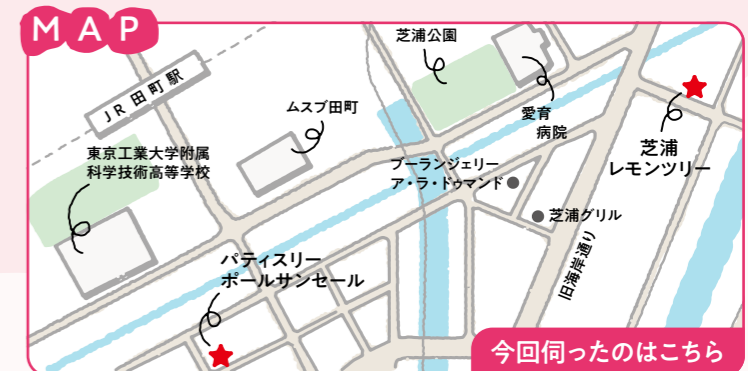 MAP
芝浦公園
JR田町駅
ムスブ田町
愛育
病院
芝浦
レモンツリー
東京工業大学附属
科学技術高等学校
ブーランジェリー
ア・ラ・ドゥマンド
芝浦グリル
旧海岸通り
パティスリー
ポールサンセール
今回伺ったのはこちら